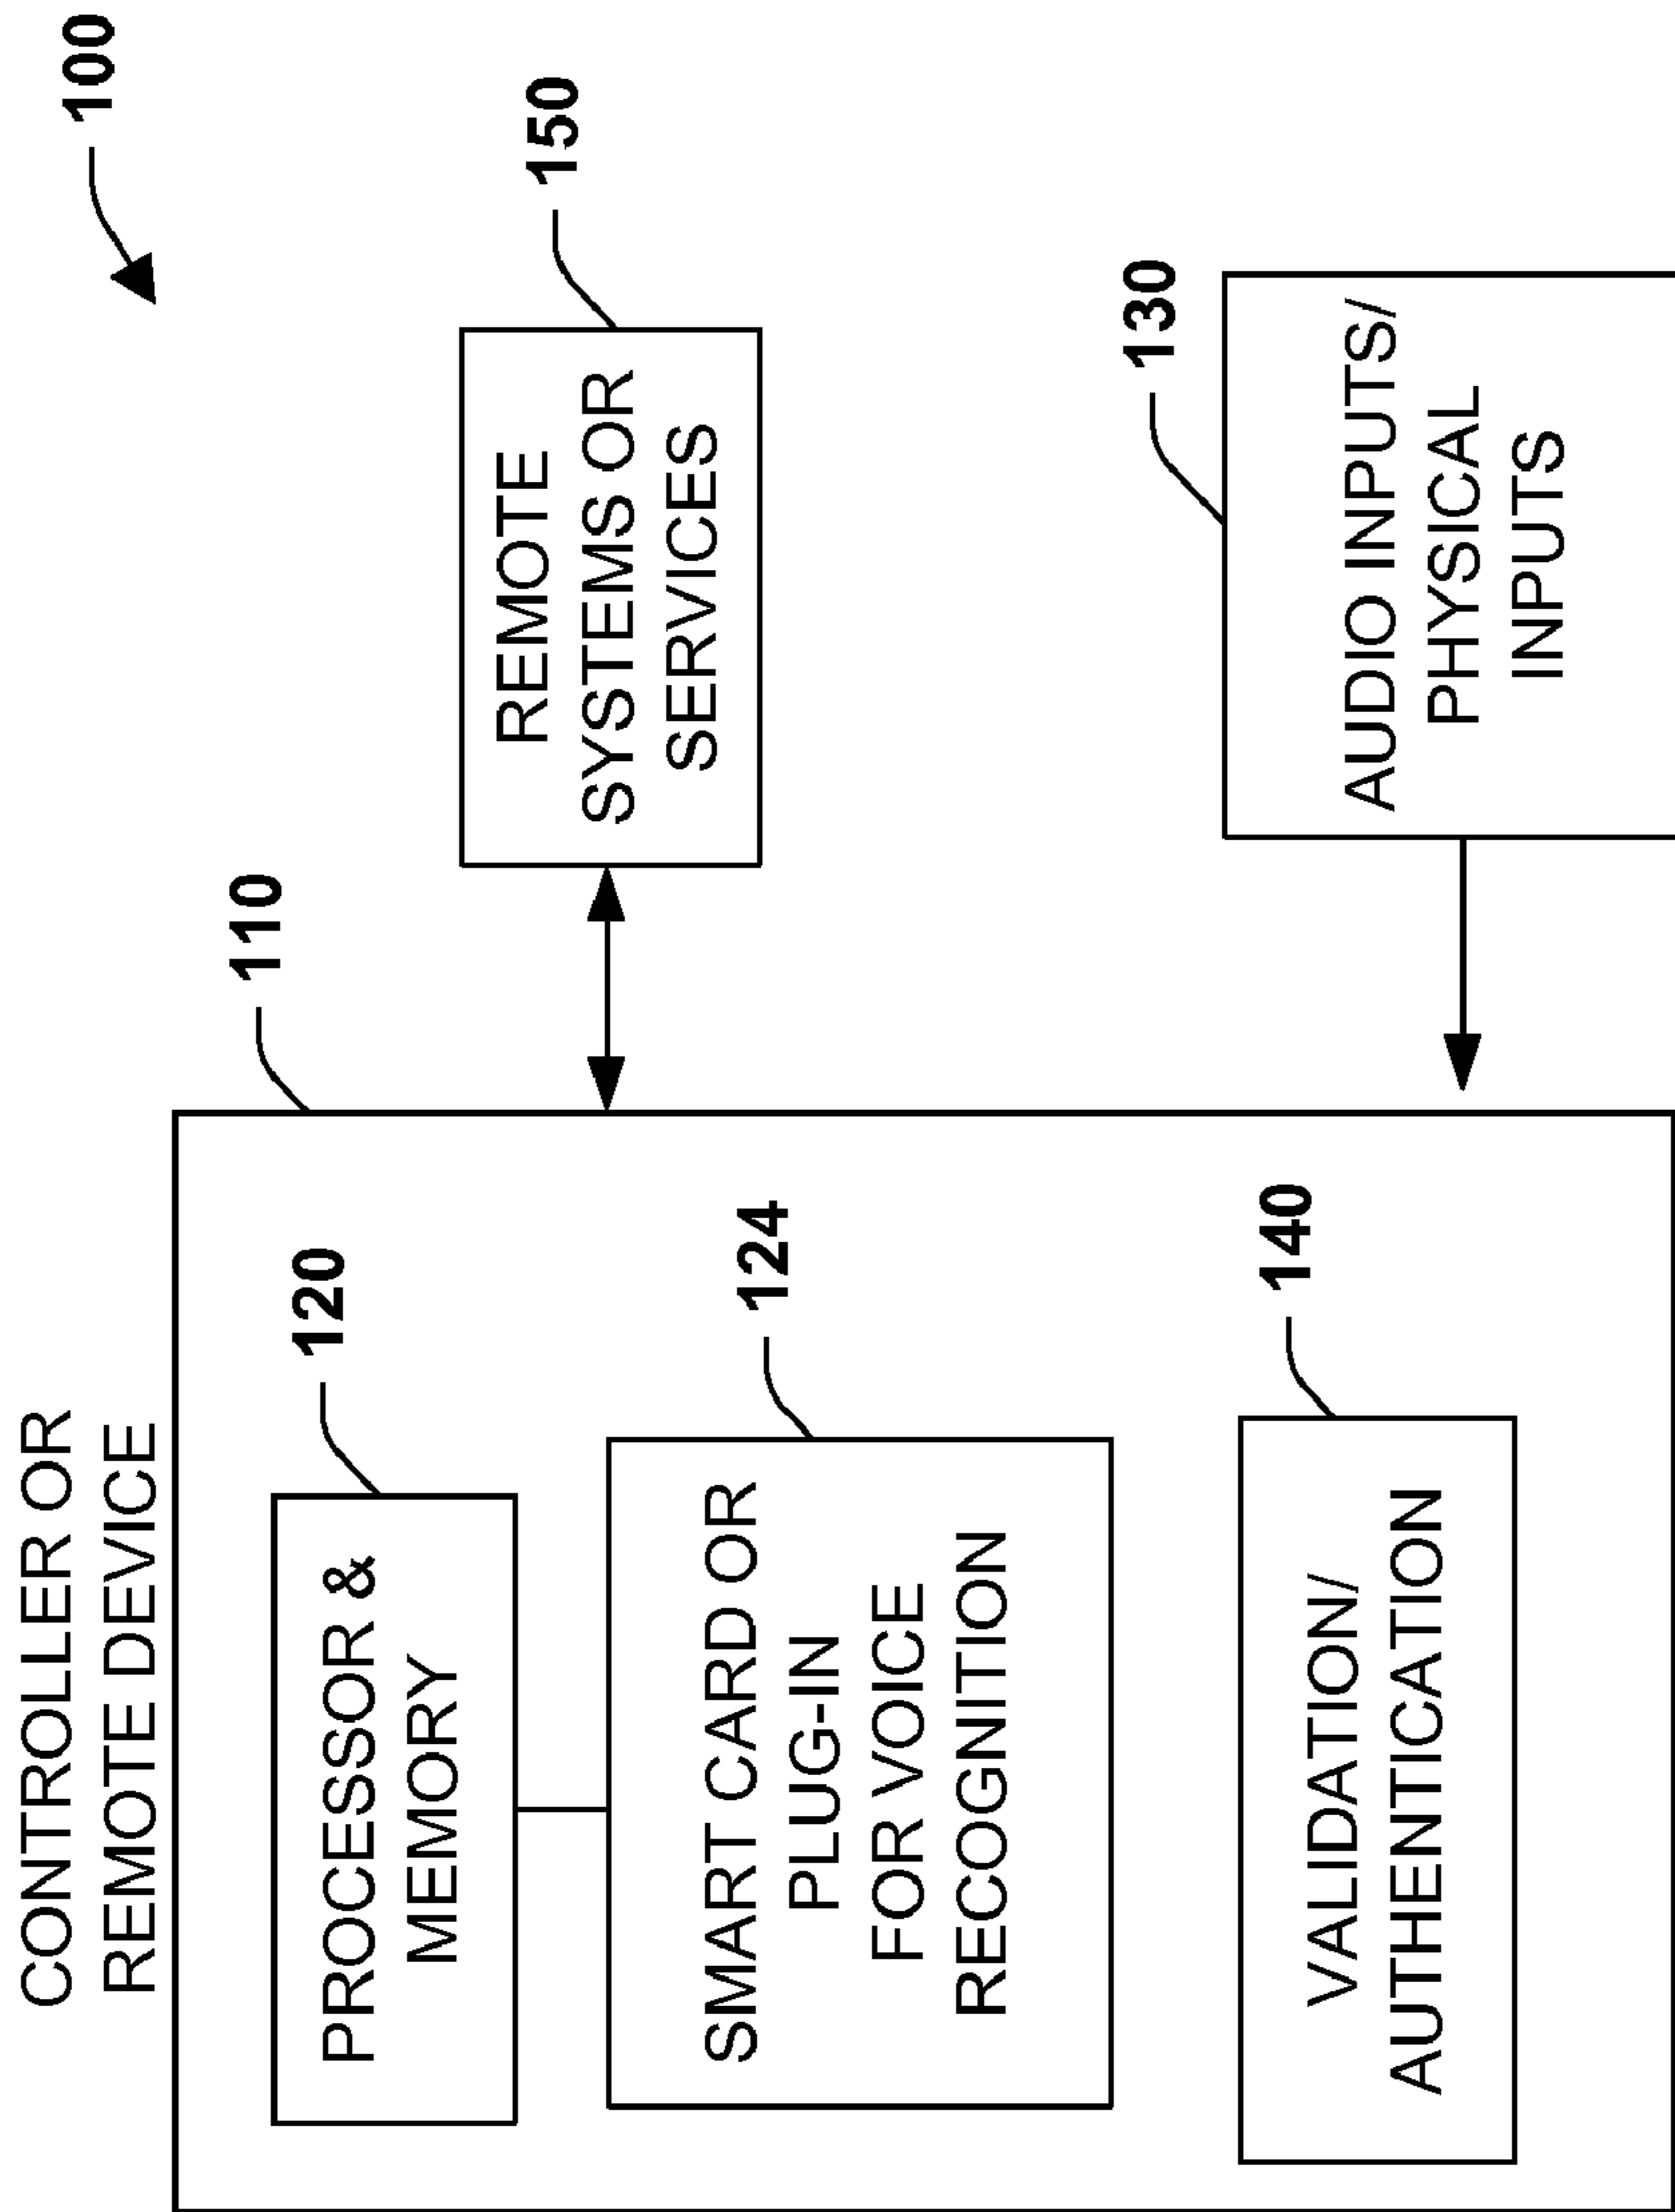 100
CONTROLLER OR
REMOTE DEVICE
110
120
PROCESSOR &
MEMORY
124
SMART CARD OR
PLUG-IN
FOR VOICE
RECOGNITION
140
VALIDATION/
AUTHENTICATION
150
REMOTE
SYSTEMS OR
SERVICES
130
AUDIO INPUTS/
PHYSICAL
INPUTS